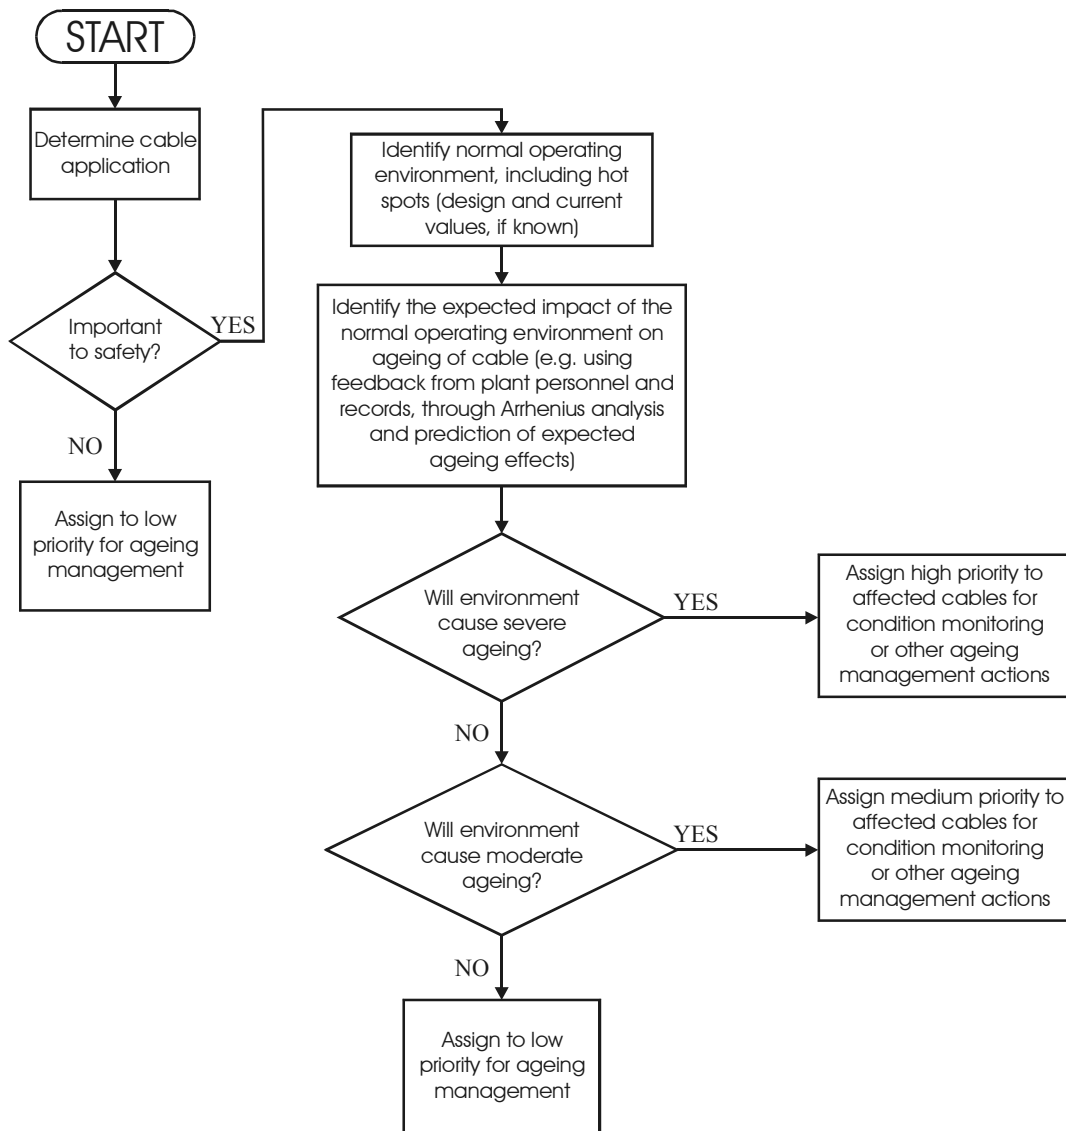 START
Determine cable
application
Important
to safety?
YES
NO
Assign to low
priority for ageing
management
Identify normal operating
environment, including hot
spots (design and current
values, if known)
Identify the expected impact of the
normal operating environment on
ageing of cable (e.g. using
feedback from plant personnel and
records, through Arrhenius analysis
and prediction of expected
ageing effects)
Will environment
cause severe
ageing?
YES
Assign high priority to
affected cables for
condition monitoring
or other ageing
management actions
NO
Will environment
cause moderate
ageing?
YES
Assign medium priority to
affected cables for
condition monitoring
or other ageing
management actions
NO
Assign to low
priority for ageing
management